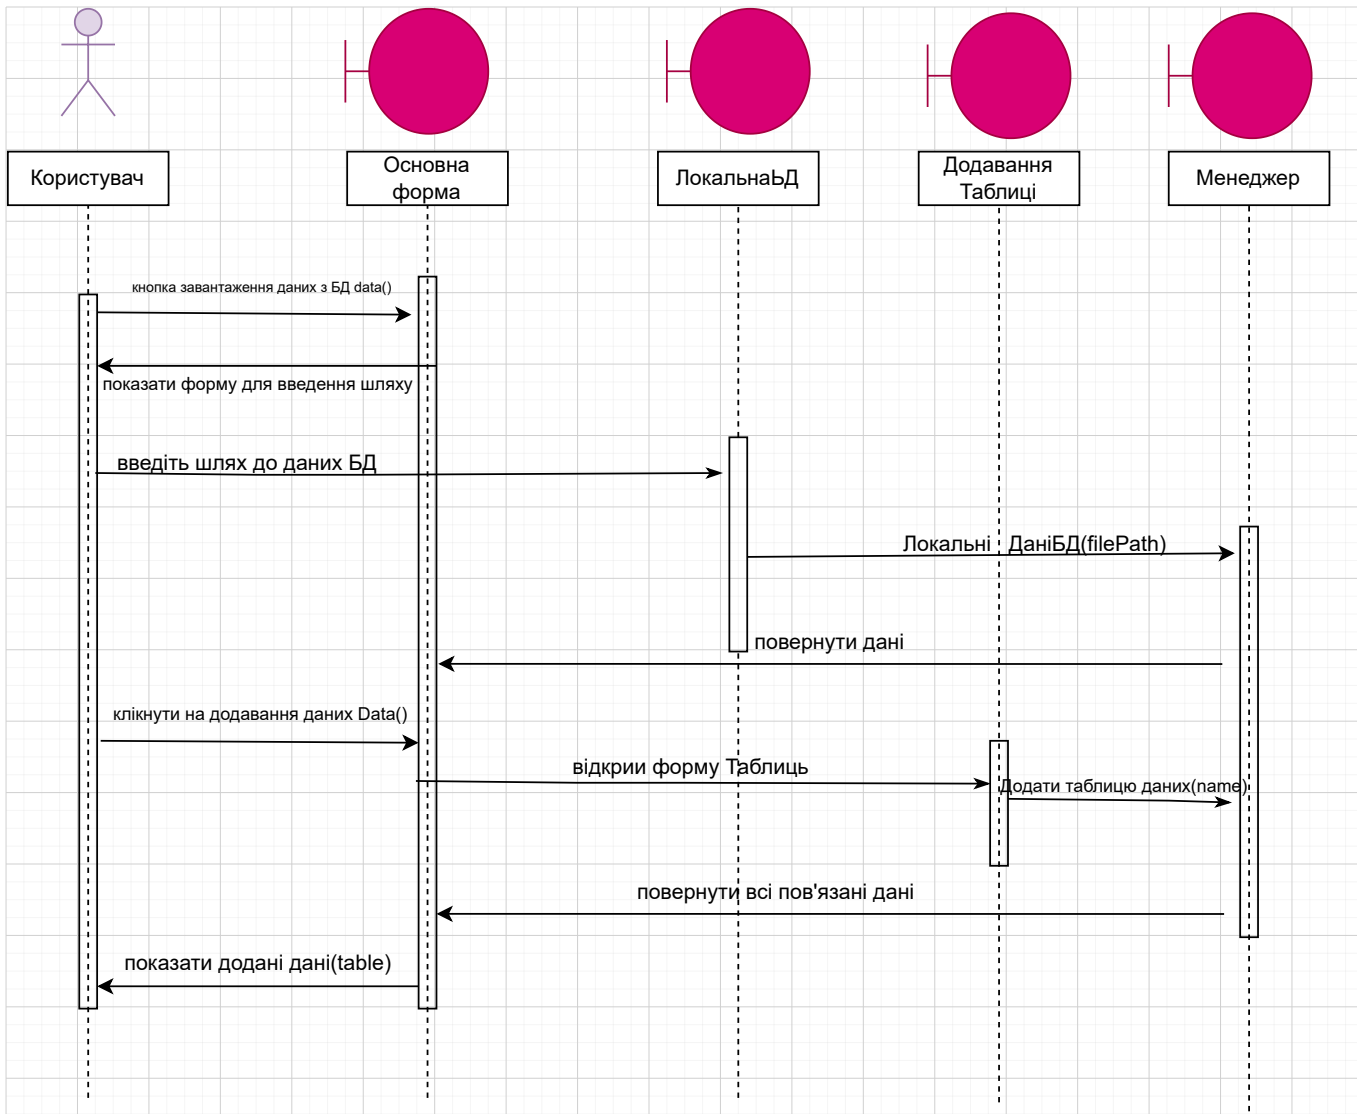 Користувач
Основна
форма
ЛокальнаЬД
Додавання
Таблиці
Менеджер
кнопка завантаження даних з БД data()
показати форму для введення шляху
введіть шлях до даних БД
Локальні ДаніБД(filePath)
повернути дані
клікнути на додавання даних Data()
відкрии форму Таблиць
Додати таблицю даних(name)
повернути всі пов'язані дані
показати додані дані(table)